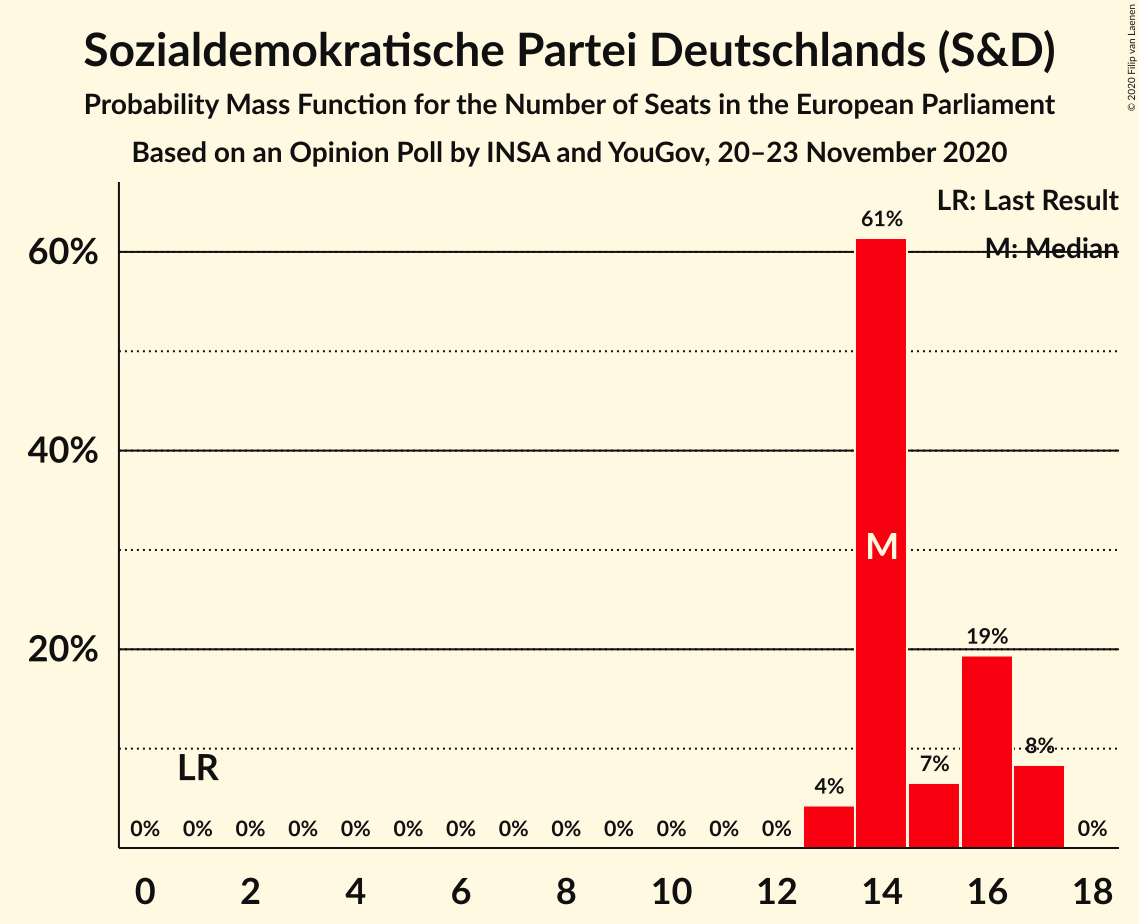 Sozialdemokratische Partei Deutschlands (S&D)
Probability Mass Function for the Number of Seats in the European Parliament
Based on an Opinion Poll by INSA and YouGov, 20–23 November 2020
© 2020 Filip van Laenen
LR: Last Result
M: Median
61%
60%
40%
M
20%
19%
8%
7%
4%
LR
0% 0% 0% 0% 0% 0% 0% 0% 0% 0% 0% 0% 0% 0%
0 2 4 6 8 10 12 14 16 18